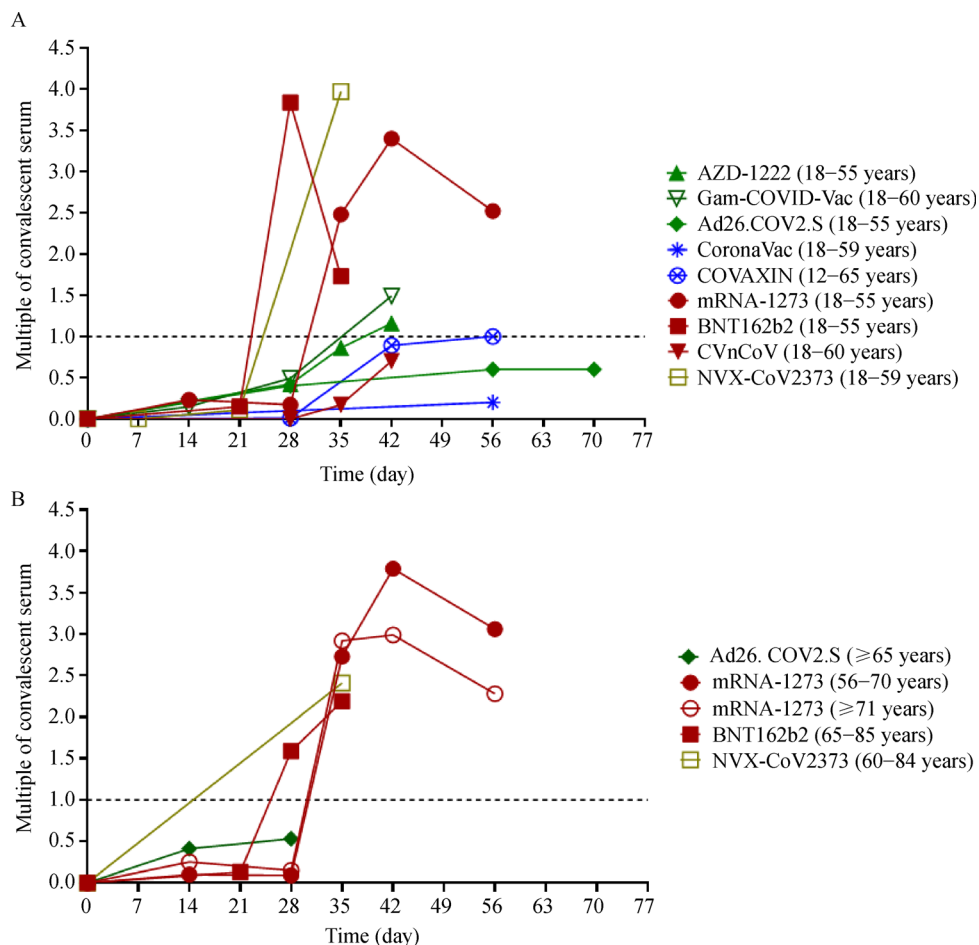 A
4.5
4.0
3.5
3.0
2.5
2.0
1.5
1.0
0.5
0.0
Multiple of convalescent serum
0 7 14 21 28 35 42 49 56 63 70 77
Time (day)
AZD-1222 (18−55 years)
Gam-COVID-Vac (18−60 years)
Ad26.COV2.S (18−55 years)
CoronaVac (18−59 years)
COVAXIN (12−65 years)
mRNA-1273 (18−55 years)
BNT162b2 (18−55 years)
CVnCoV (18−60 years)
NVX-CoV2373 (18−59 years)
B
4.5
4.0
3.5
3.0
2.5
2.0
1.5
1.0
0.5
0.0
Multiple of convalescent serum
0 7 14 21 28 35 42 49 56 63 70 77
Time (day)
Ad26. COV2.S (⩾65 years)
mRNA-1273 (56−70 years)
mRNA-1273 (⩾71 years)
BNT162b2 (65−85 years)
NVX-CoV2373 (60−84 years)